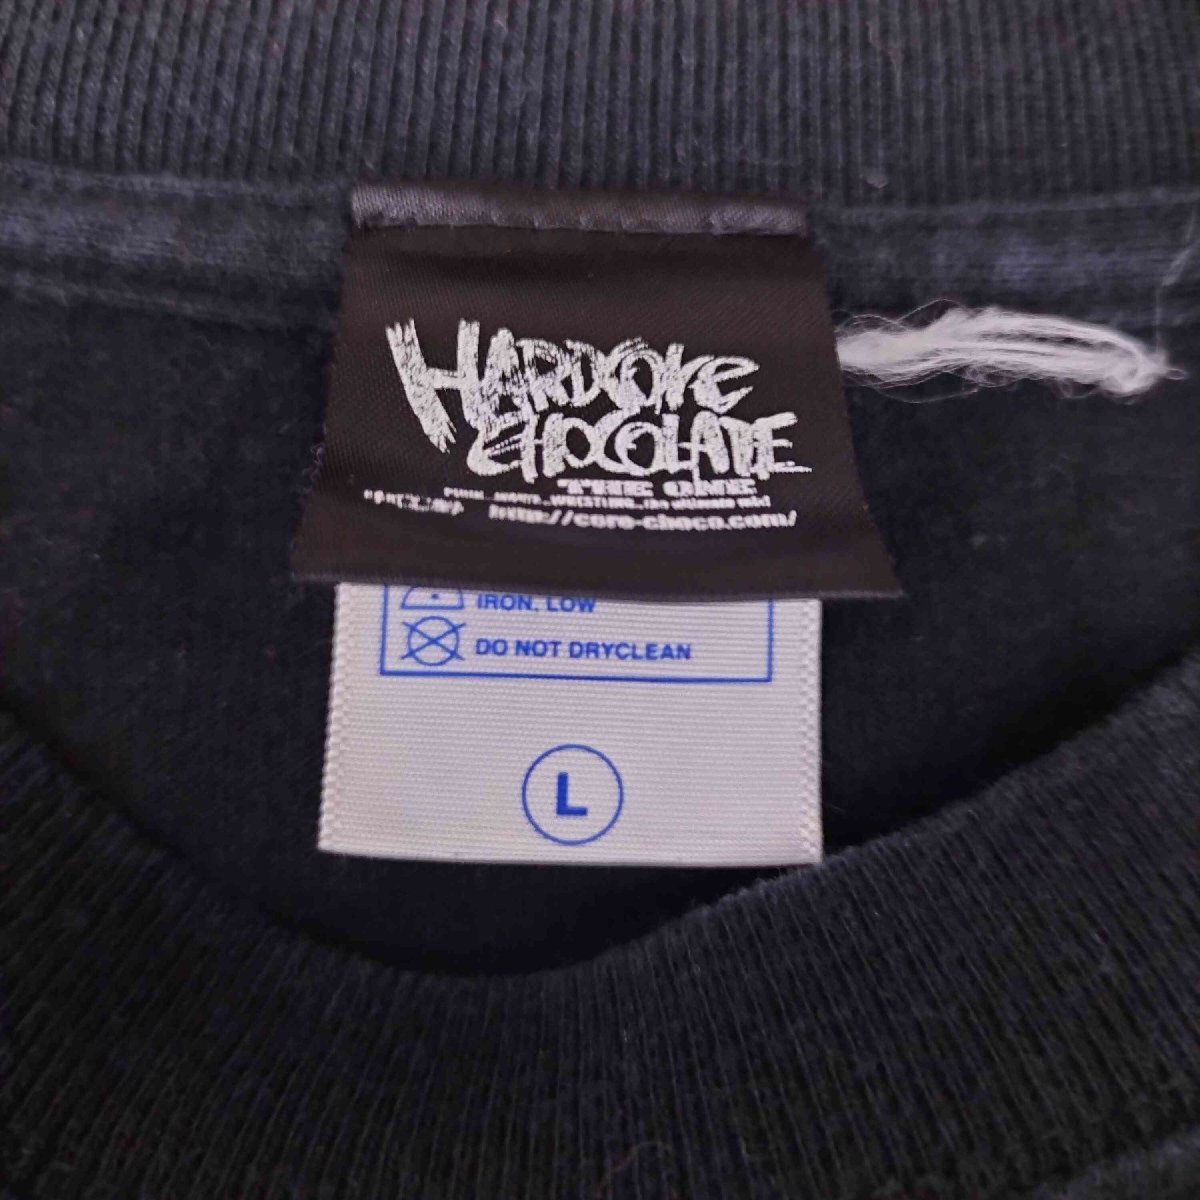 HARDCORE
CHOCOLATE
THE ONE
http://core-choco.com/
IRON, LOW
DO NOT DRYCLEAN
L